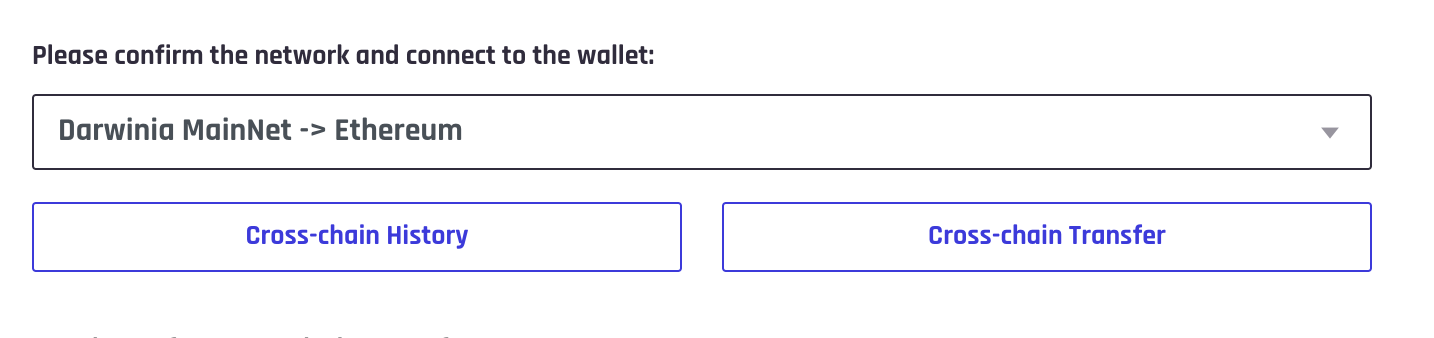 Please confirm the network and connect to the wallet:
Darwinia MainNet -> Ethereum
Cross-chain History
Cross-chain Transfer